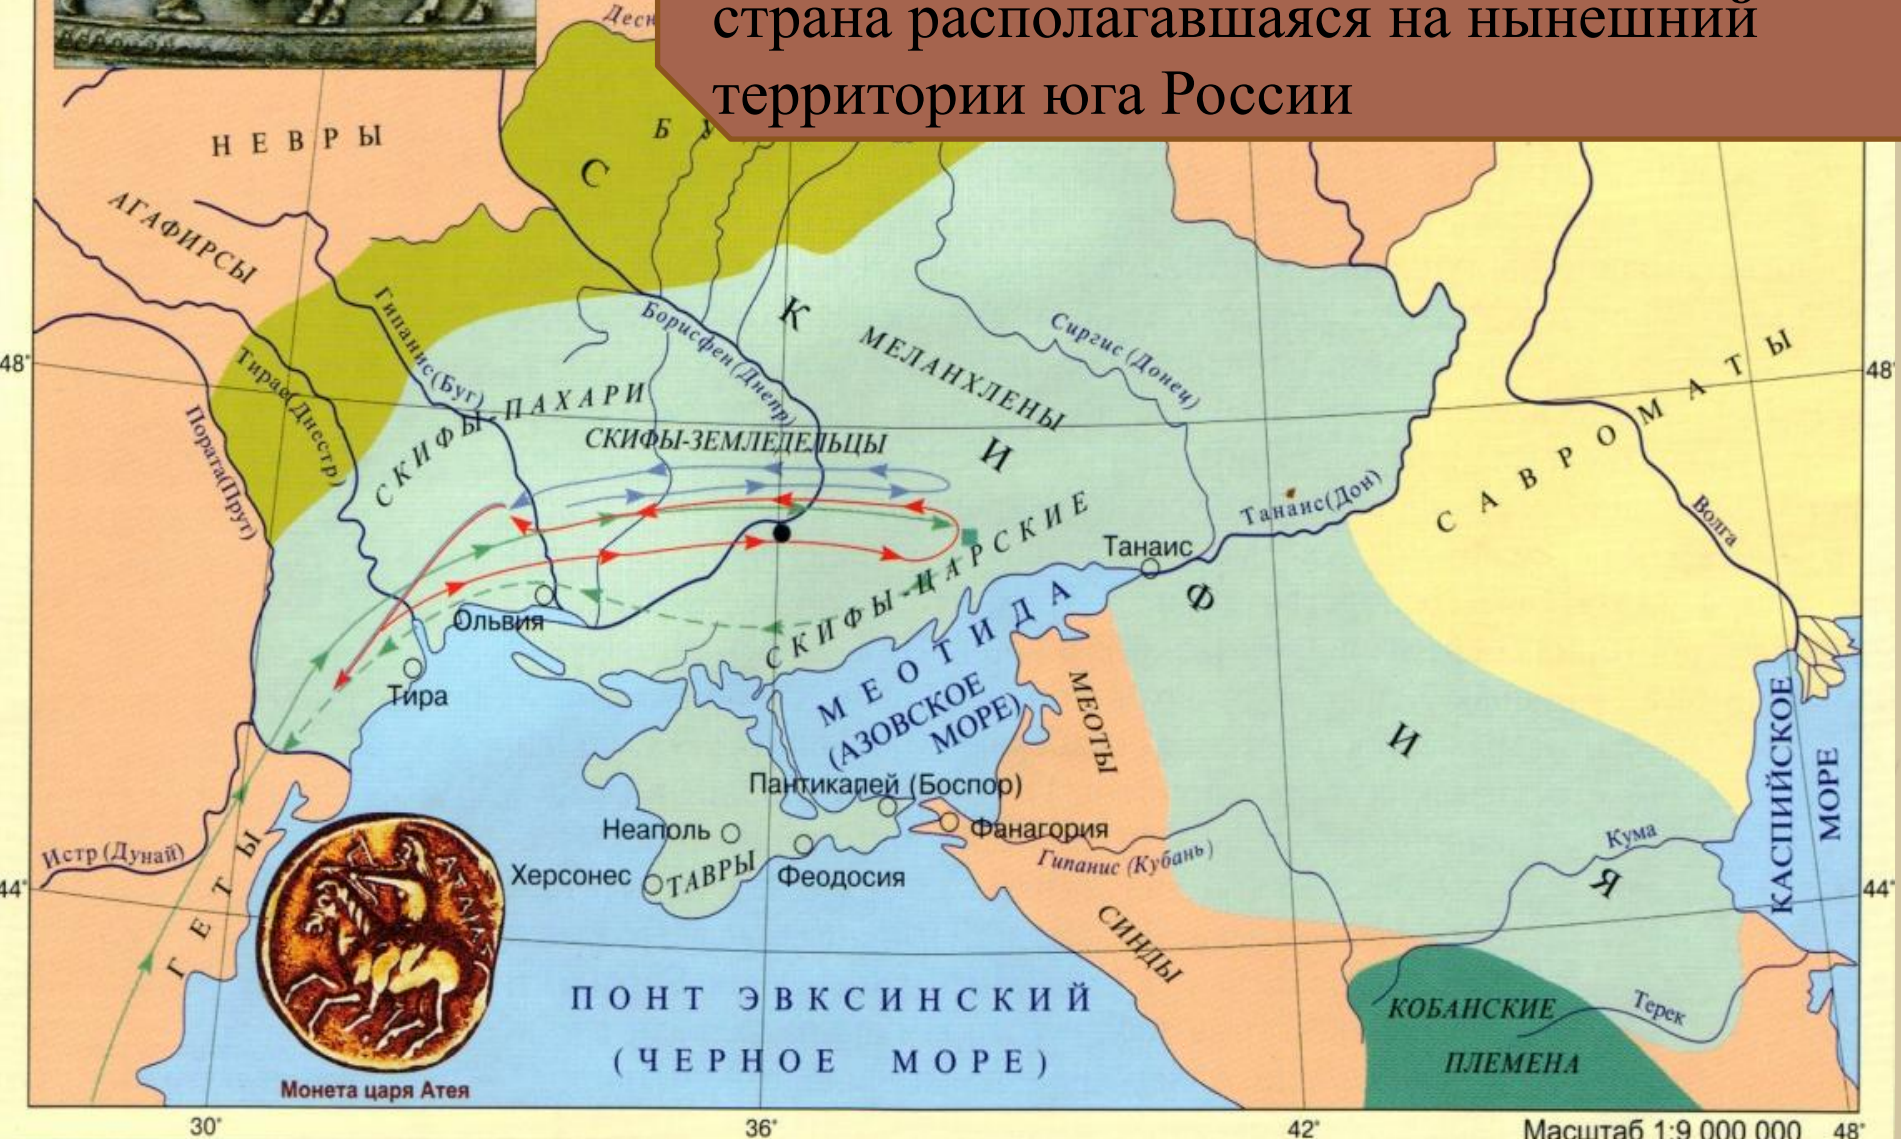 страна располагавшаяся на нынешний
территории юга России
НЕВРЫ
АГАФИРСЫ
С
К
И
Ф
И
Я
Гипанис(Буг)
Борисфен(Днепр)
Тирас(Днестр)
Пората(Прут)
СКИФЫ-ПАХАРИ
МЕЛАНХЛЕНЫ
Сиргис (Донец)
СКИФЫ-ЗЕМЛЕДЕЛЬЦЫ
САВРОМАТЫ
Волга
Танаис(Дон)
СКИФЫ-ЦАРСКИЕ
Танаис
Ольвия
Тира
МЕОТИДА
(АЗОВСКОЕ
МОРЕ)
МЕОТЫ
Пантикапей (Боспор)
Неаполь
Фанагория
Херсонес
ТАВРЫ
Феодосия
Гипанис (Кубань)
Кума
КАСПИЙСКОЕ
МОРЕ
Истр(Дунай)
ГЕТЫ
СИНДЫ
КОБАНСКИЕ
ПЛЕМЕНА
Терек
ПОНТ ЭВКСИНСКИЙ
(ЧЕРНОЕ МОРЕ)
Монета царя Атея
48°
48°
44°
44°
30°
36°
42°
Масштаб 1:9 000 000
48°